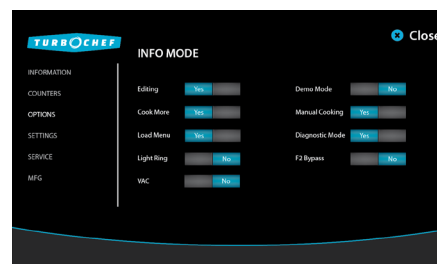 TURBOCHEF
Close
INFO MODE
INFORMATION
COUNTERS
OPTIONS
SETTINGS
SERVICE
MFG
Editing Yes
Cook More Yes
Load Menu Yes
Light Ring No
VAC No
Demo Mode No
Manual Cooking Yes
Diagnostic Mode Yes
F2 Bypass No